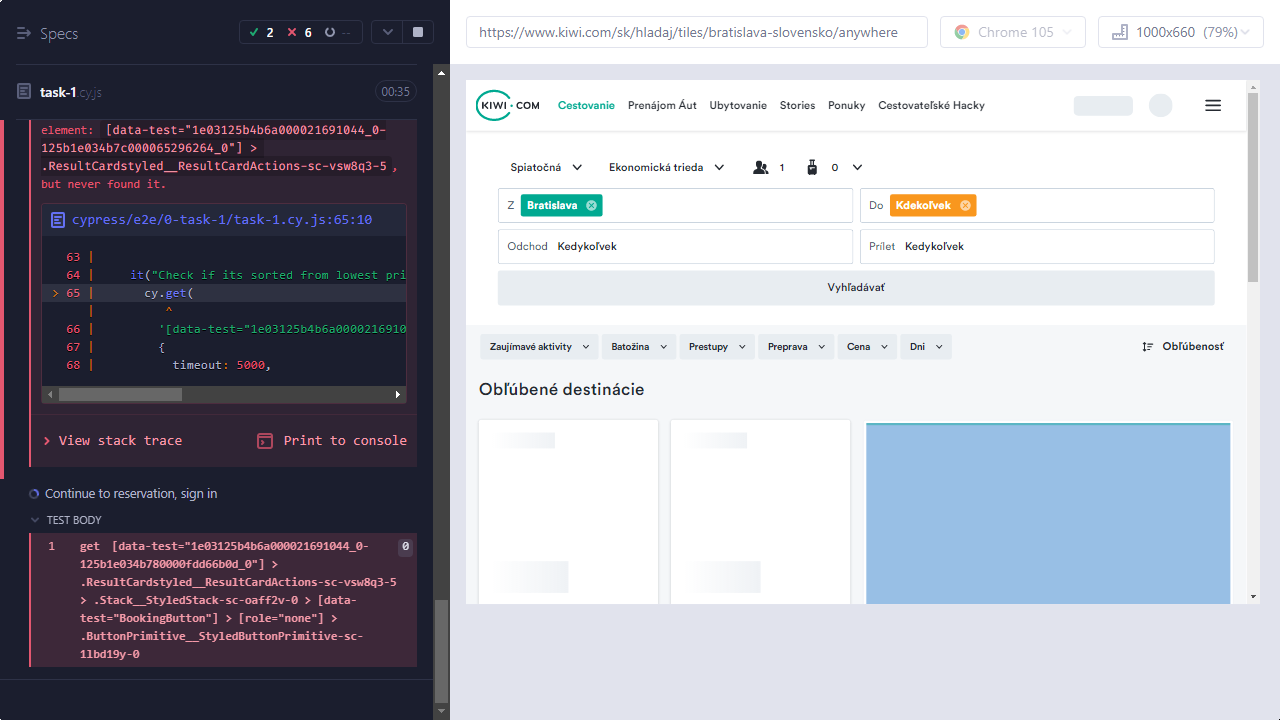 Specs
2
6
--
task-1.cy.js
00:35
element: [data-test="1e03125b4b6a000021691044_0-
125b1e034b7c000065296264_0"] >
.ResultCardstyled__ResultCardActions-sc-vsw8q3-5,
but never found it.
cypress/e2e/0-task-1/task-1.cy.js:65:10
63 |
64 | it("Check if its sorted from lowest pri
> 65 | cy.get(
| ^
66 | '[data-test="1e03125b4b6a0000216910
67 | {
68 | timeout: 5000,
> View stack trace
Print to console
Continue to reservation, sign in
TEST BODY
1 get [data-test="1e03125b4b6a000021691044_0-
0
125b1e034b780000fdd66b0d_0"] >
.ResultCardstyled__ResultCardActions-sc-vsw8q3-5
> .Stack__StyledStack-sc-oaff2v-0 > [data-
test="BookingButton"] > [role="none"] >
.ButtonPrimitive__StyledButtonPrimitive-sc-
1lbd19y-0
https://www.kiwi.com/sk/hladaj/tiles/bratislava-slovensko/anywhere
Chrome 105
1000x660 (79%)
KIWI.COM
Cestovanie
Prenájom Áut
Ubytovanie
Stories
Ponuky
Cestovateľské Hacky
Spiatočná
Ekonomická trieda
1
0
Z Bratislava
Do Kdekoľvek
Odchod Kedykoľvek
Prílet Kedykoľvek
Vyhľadávať
Zaujímavé aktivity
Batožina
Prestupy
Preprava
Cena
Dni
Obľúbenosť
Obľúbené destinácie